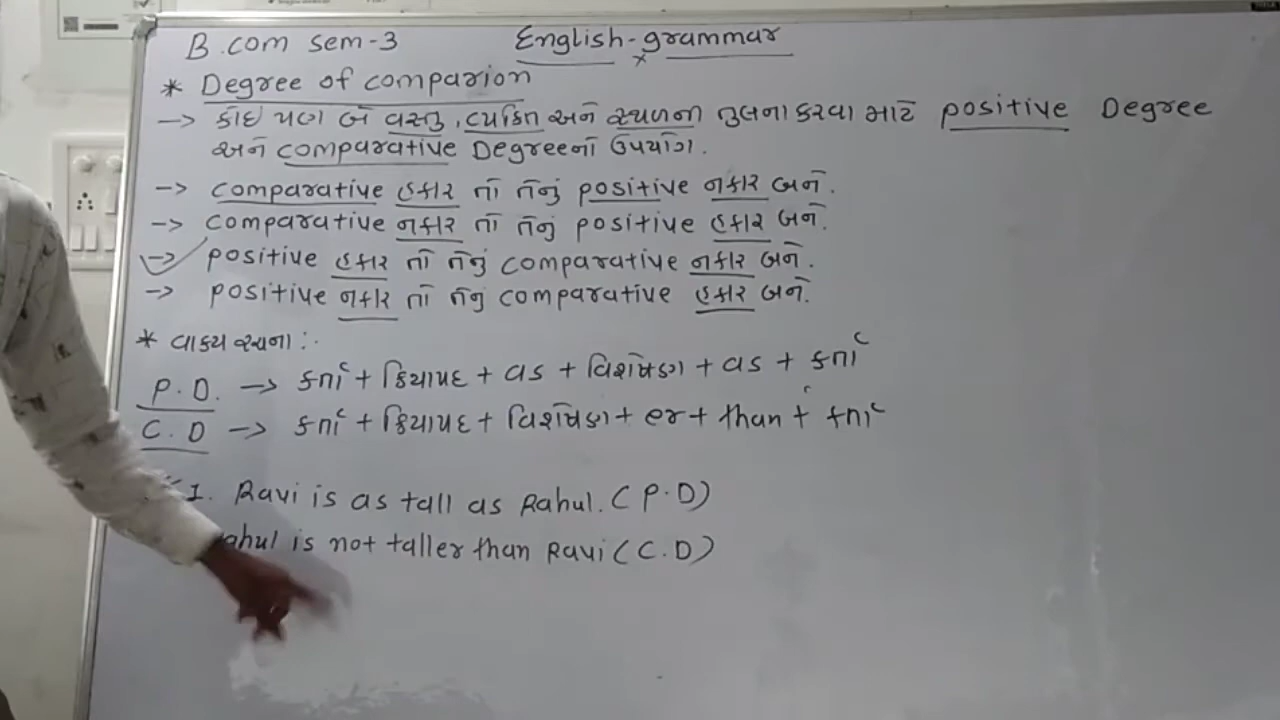 B.com sem-3 English-grammar
* Degree of comparion
-> કોઇ પણ બે વસ્તુ, વ્યકિત અને સ્થળની તુલના કરવા માટે positive Degree
અને comparative Degreeનો ઉપયોગ.
-> comparative હકાર તો તેનું positive નકાર બને.
-> comparative નકાર તો તેનું positive હકાર બને.
-> positive હકાર તો તેનું comparative નકાર બને.
-> positive નકાર તો તેનું comparative હકાર બને.
* વાકય રચના :-
P.D. -> કર્તા + ક્રિયાપદ + as + વિશેષણ + as + કર્તા
C.D -> કર્તા + ક્રિયાપદ + વિશેષણ + er + than + કર્તા
1. Ravi is as tall as Rahul. (P.D)
is not taller than Ravi (C.D)